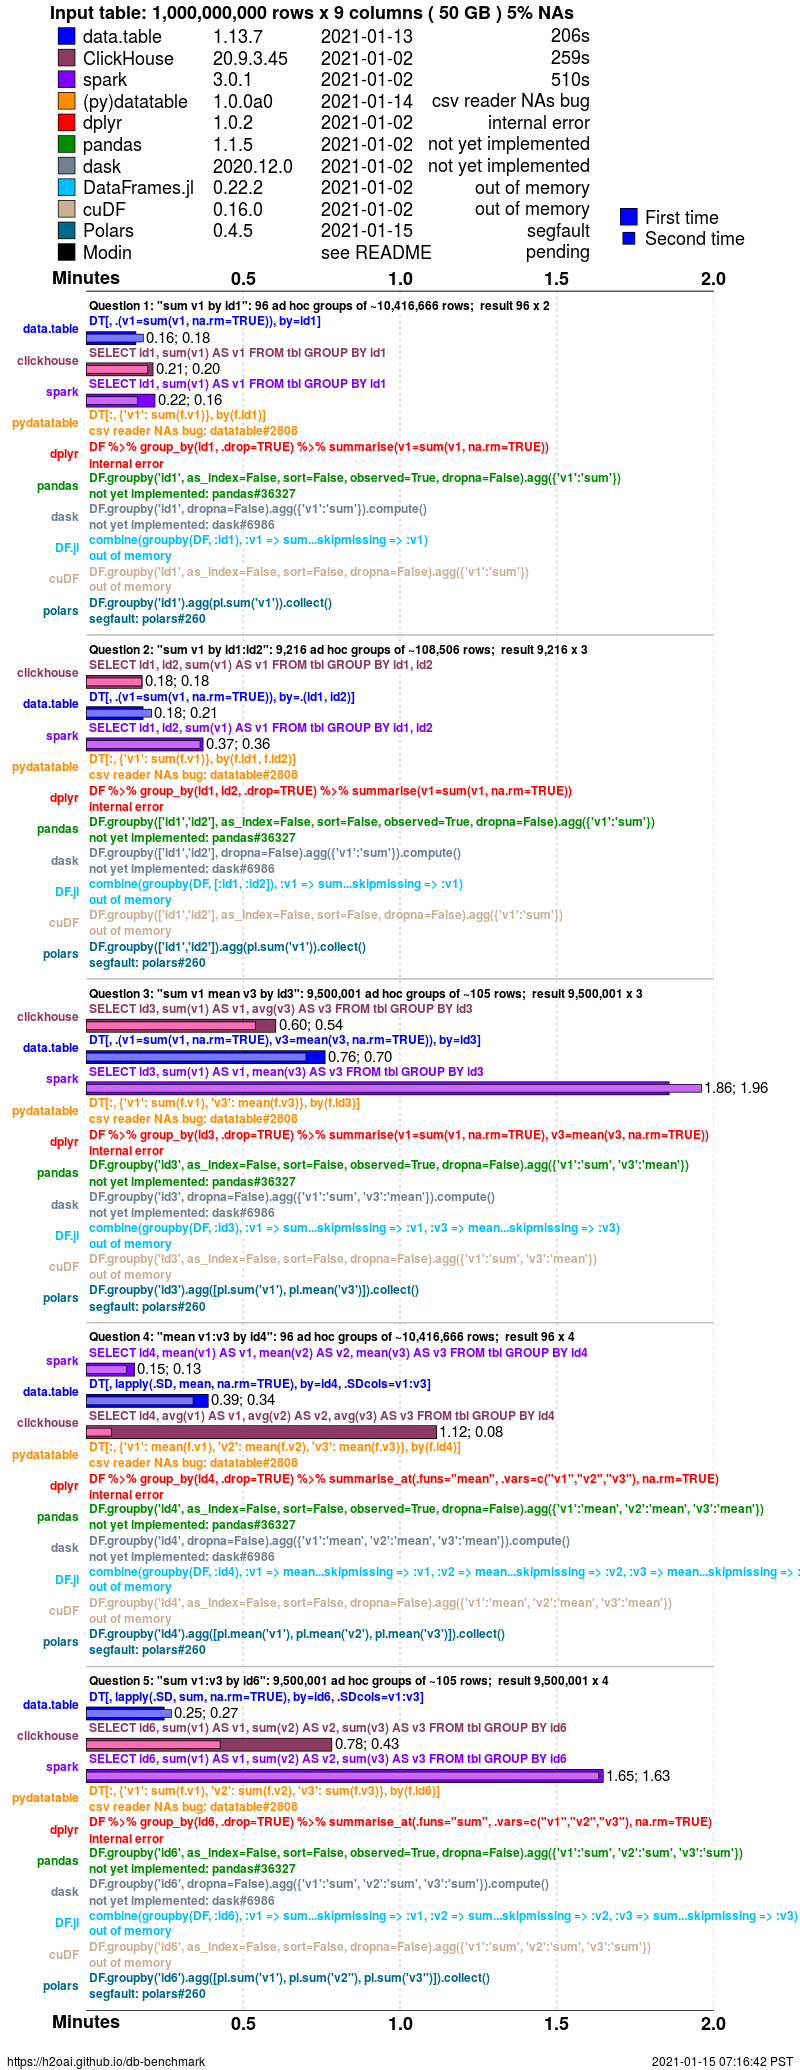 Input table: 1,000,000,000 rows x 9 columns ( 50 GB ) 5% NAs
data.table 1.13.7 2021-01-13 206s
ClickHouse 20.9.3.45 2021-01-02 259s
spark 3.0.1 2021-01-02 510s
(py)datatable 1.0.0a0 2021-01-14 csv reader NAs bug
dplyr 1.0.2 2021-01-02 internal error
pandas 1.1.5 2021-01-02 not yet implemented
dask 2020.12.0 2021-01-02 not yet implemented
DataFrames.jl 0.22.2 2021-01-02 out of memory
cuDF 0.16.0 2021-01-02 out of memory
Polars 0.4.5 2021-01-15 segfault
Modin see README pending
First time
Second time
Minutes 0.5 1.0 1.5 2.0
Question 1: "sum v1 by id1": 96 ad hoc groups of ~10,416,666 rows; result 96 x 2
data.table DT[, .(v1=sum(v1, na.rm=TRUE)), by=id1]
0.16; 0.18
clickhouse SELECT id1, sum(v1) AS v1 FROM tbl GROUP BY id1
0.21; 0.20
spark SELECT id1, sum(v1) AS v1 FROM tbl GROUP BY id1
0.22; 0.16
pydatatable DT[:, {'v1': sum(f.v1)}, by(f.id1)]
csv reader NAs bug: datatable#2808
dplyr DF %>% group_by(id1, .drop=TRUE) %>% summarise(v1=sum(v1, na.rm=TRUE))
internal error
pandas DF.groupby('id1', as_index=False, sort=False, observed=True, dropna=False).agg({'v1':'sum'})
not yet implemented: pandas#36327
dask DF.groupby('id1', dropna=False).agg({'v1':'sum'}).compute()
not yet implemented: dask#6986
DF.jl combine(groupby(DF, :id1), :v1 => sum...skipmissing => :v1)
out of memory
cuDF DF.groupby('id1', as_index=False, sort=False, dropna=False).agg({'v1':'sum'})
out of memory
polars DF.groupby('id1').agg(pl.sum('v1')).collect()
segfault: polars#260
Question 2: "sum v1 by id1:id2": 9,216 ad hoc groups of ~108,506 rows; result 9,216 x 3
clickhouse SELECT id1, id2, sum(v1) AS v1 FROM tbl GROUP BY id1, id2
0.18; 0.18
data.table DT[, .(v1=sum(v1, na.rm=TRUE)), by=.(id1, id2)]
0.18; 0.21
spark SELECT id1, id2, sum(v1) AS v1 FROM tbl GROUP BY id1, id2
0.37; 0.36
pydatatable DT[:, {'v1': sum(f.v1)}, by(f.id1, f.id2)]
csv reader NAs bug: datatable#2808
dplyr DF %>% group_by(id1, id2, .drop=TRUE) %>% summarise(v1=sum(v1, na.rm=TRUE))
internal error
pandas DF.groupby(['id1','id2'], as_index=False, sort=False, observed=True, dropna=False).agg({'v1':'sum'})
not yet implemented: pandas#36327
dask DF.groupby(['id1','id2'], dropna=False).agg({'v1':'sum'}).compute()
not yet implemented: dask#6986
DF.jl combine(groupby(DF, [:id1, :id2]), :v1 => sum...skipmissing => :v1)
out of memory
cuDF DF.groupby(['id1','id2'], as_index=False, sort=False, dropna=False).agg({'v1':'sum'})
out of memory
polars DF.groupby(['id1','id2']).agg(pl.sum('v1')).collect()
segfault: polars#260
Question 3: "sum v1 mean v3 by id3": 9,500,001 ad hoc groups of ~105 rows; result 9,500,001 x 3
clickhouse SELECT id3, sum(v1) AS v1, avg(v3) AS v3 FROM tbl GROUP BY id3
0.60; 0.54
data.table DT[, .(v1=sum(v1, na.rm=TRUE), v3=mean(v3, na.rm=TRUE)), by=id3]
0.76; 0.70
spark SELECT id3, sum(v1) AS v1, mean(v3) AS v3 FROM tbl GROUP BY id3
1.86; 1.96
pydatatable DT[:, {'v1': sum(f.v1), 'v3': mean(f.v3)}, by(f.id3)]
csv reader NAs bug: datatable#2808
dplyr DF %>% group_by(id3, .drop=TRUE) %>% summarise(v1=sum(v1, na.rm=TRUE), v3=mean(v3, na.rm=TRUE))
internal error
pandas DF.groupby('id3', as_index=False, sort=False, observed=True, dropna=False).agg({'v1':'sum', 'v3':'mean'})
not yet implemented: pandas#36327
dask DF.groupby('id3', dropna=False).agg({'v1':'sum', 'v3':'mean'}).compute()
not yet implemented: dask#6986
DF.jl combine(groupby(DF, :id3), :v1 => sum...skipmissing => :v1, :v3 => mean...skipmissing => :v3)
out of memory
cuDF DF.groupby('id3', as_index=False, sort=False, dropna=False).agg({'v1':'sum', 'v3':'mean'})
out of memory
polars DF.groupby('id3').agg([pl.sum('v1'), pl.mean('v3')]).collect()
segfault: polars#260
Question 4: "mean v1:v3 by id4": 96 ad hoc groups of ~10,416,666 rows; result 96 x 4
spark SELECT id4, mean(v1) AS v1, mean(v2) AS v2, mean(v3) AS v3 FROM tbl GROUP BY id4
0.15; 0.13
data.table DT[, lapply(.SD, mean, na.rm=TRUE), by=id4, .SDcols=v1:v3]
0.39; 0.34
clickhouse SELECT id4, avg(v1) AS v1, avg(v2) AS v2, avg(v3) AS v3 FROM tbl GROUP BY id4
1.12; 0.08
pydatatable DT[:, {'v1': mean(f.v1), 'v2': mean(f.v2), 'v3': mean(f.v3)}, by(f.id4)]
csv reader NAs bug: datatable#2808
dplyr DF %>% group_by(id4, .drop=TRUE) %>% summarise_at(.funs="mean", .vars=c("v1","v2","v3"), na.rm=TRUE)
internal error
pandas DF.groupby('id4', as_index=False, sort=False, observed=True, dropna=False).agg({'v1':'mean', 'v2':'mean', 'v3':'mean'})
not yet implemented: pandas#36327
dask DF.groupby('id4', dropna=False).agg({'v1':'mean', 'v2':'mean', 'v3':'mean'}).compute()
not yet implemented: dask#6986
DF.jl combine(groupby(DF, :id4), :v1 => mean...skipmissing => :v1, :v2 => mean...skipmissing => :v2, :v3 => mean...skipmissing => :
out of memory
cuDF DF.groupby('id4', as_index=False, sort=False, dropna=False).agg({'v1':'mean', 'v2':'mean', 'v3':'mean'})
out of memory
polars DF.groupby('id4').agg([pl.mean('v1'), pl.mean('v2'), pl.mean('v3')]).collect()
segfault: polars#260
Question 5: "sum v1:v3 by id6": 9,500,001 ad hoc groups of ~105 rows; result 9,500,001 x 4
data.table DT[, lapply(.SD, sum, na.rm=TRUE), by=id6, .SDcols=v1:v3]
0.25; 0.27
clickhouse SELECT id6, sum(v1) AS v1, sum(v2) AS v2, sum(v3) AS v3 FROM tbl GROUP BY id6
0.78; 0.43
spark SELECT id6, sum(v1) AS v1, sum(v2) AS v2, sum(v3) AS v3 FROM tbl GROUP BY id6
1.65; 1.63
pydatatable DT[:, {'v1': sum(f.v1), 'v2': sum(f.v2), 'v3': sum(f.v3)}, by(f.id6)]
csv reader NAs bug: datatable#2808
dplyr DF %>% group_by(id6, .drop=TRUE) %>% summarise_at(.funs="sum", .vars=c("v1","v2","v3"), na.rm=TRUE)
internal error
pandas DF.groupby('id6', as_index=False, sort=False, observed=True, dropna=False).agg({'v1':'sum', 'v2':'sum', 'v3':'sum'})
not yet implemented: pandas#36327
dask DF.groupby('id6', dropna=False).agg({'v1':'sum', 'v2':'sum', 'v3':'sum'}).compute()
not yet implemented: dask#6986
DF.jl combine(groupby(DF, :id6), :v1 => sum...skipmissing => :v1, :v2 => sum...skipmissing => :v2, :v3 => sum...skipmissing => :v3)
out of memory
cuDF DF.groupby('id6', as_index=False, sort=False, dropna=False).agg({'v1':'sum', 'v2':'sum', 'v3':'sum'})
out of memory
polars DF.groupby('id6').agg([pl.sum('v1'), pl.sum('v2"), pl.sum('v3")]).collect()
segfault: polars#260
Minutes 0.5 1.0 1.5 2.0
https://h2oai.github.io/db-benchmark 2021-01-15 07:16:42 PST